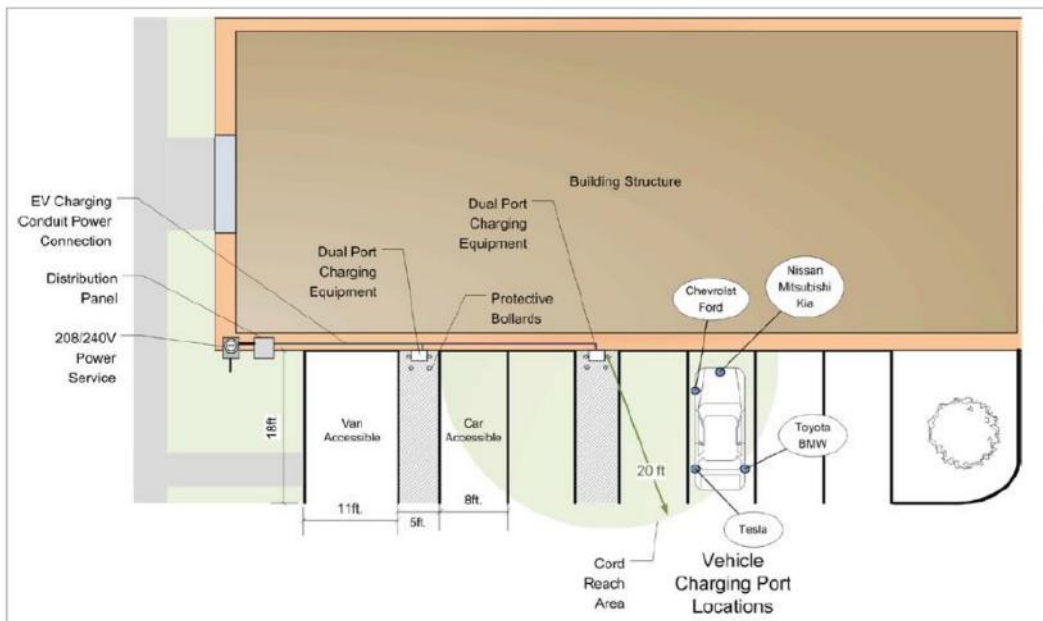 Building Structure
EV Charging
Conduit Power
Connection
Dual Port
Charging
Equipment
Dual Port
Charging
Equipment
Distribution
Panel
Protective
Bollards
Chevrolet
Ford
Nissan
Mitsubishi
Kia
208/240V
Power
Service
18ft.
Van
Accessible
Car
Accessible
20 ft
Toyota
BMW
11ft.
5ft.
8ft.
Tesla
Cord
Reach
Area
Vehicle
Charging Port
Locations